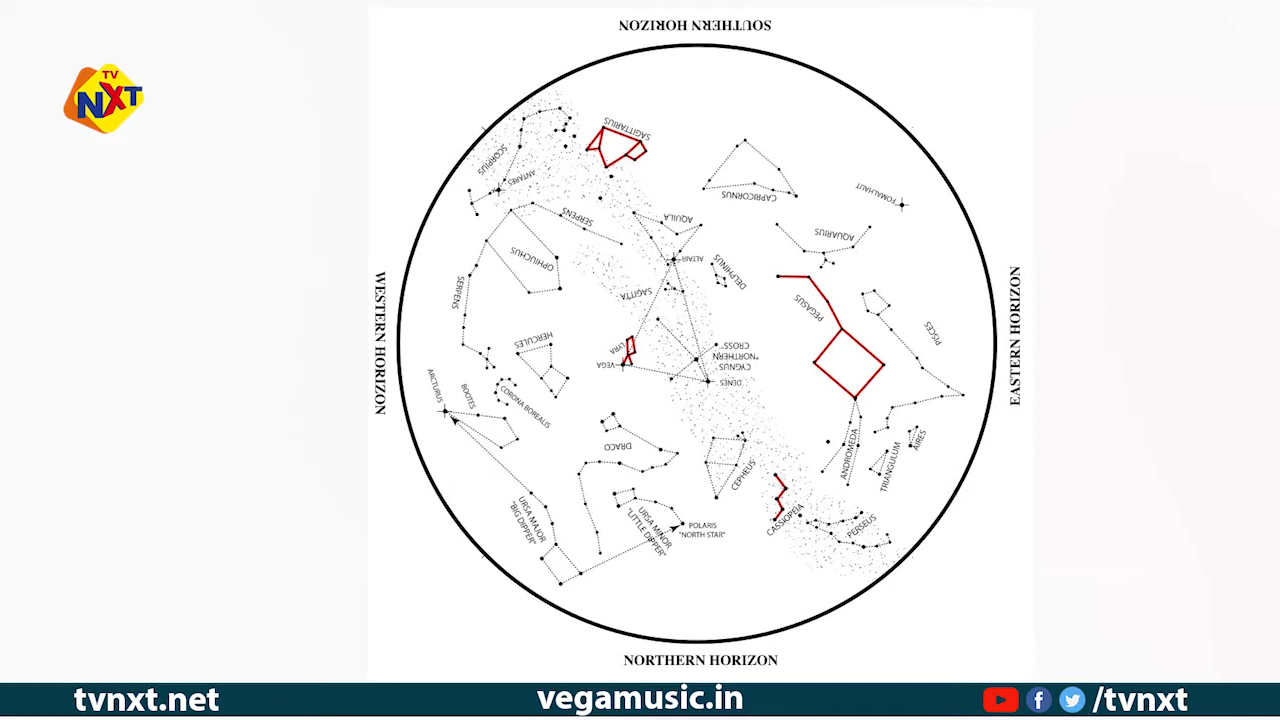 SOUTHERN HORIZON
TV
NXT
SAGITTARIUS
SCORPIUS
ANTARES
CAPRICORNUS
FOMALHAUT
SERPENS
AQUILA
AQUARIUS
OPHIUCHUS
ALTAIR
DELPHINUS
SERPENS
SAGITTA
PEGASUS
PISCES
WESTERN HORIZON
EASTERN HORIZON
HERCULES
LYRA
VEGA
CYGNUS
"NORTHERN
CROSS"
DENEB
ARCTURUS
BOOTES
CORONA BOREALIS
DRACO
CEPHEUS
ANDROMEDA
TRIANGULUM
AIRES
URSA MAJOR
"BIG DIPPER"
URSA MINOR
"LITTLE DIPPER"
POLARIS
"NORTH STAR"
CASSIOPEIA
PERSEUS
NORTHERN HORIZON
tvnxt.net
vegamusic.in
/tvnxt